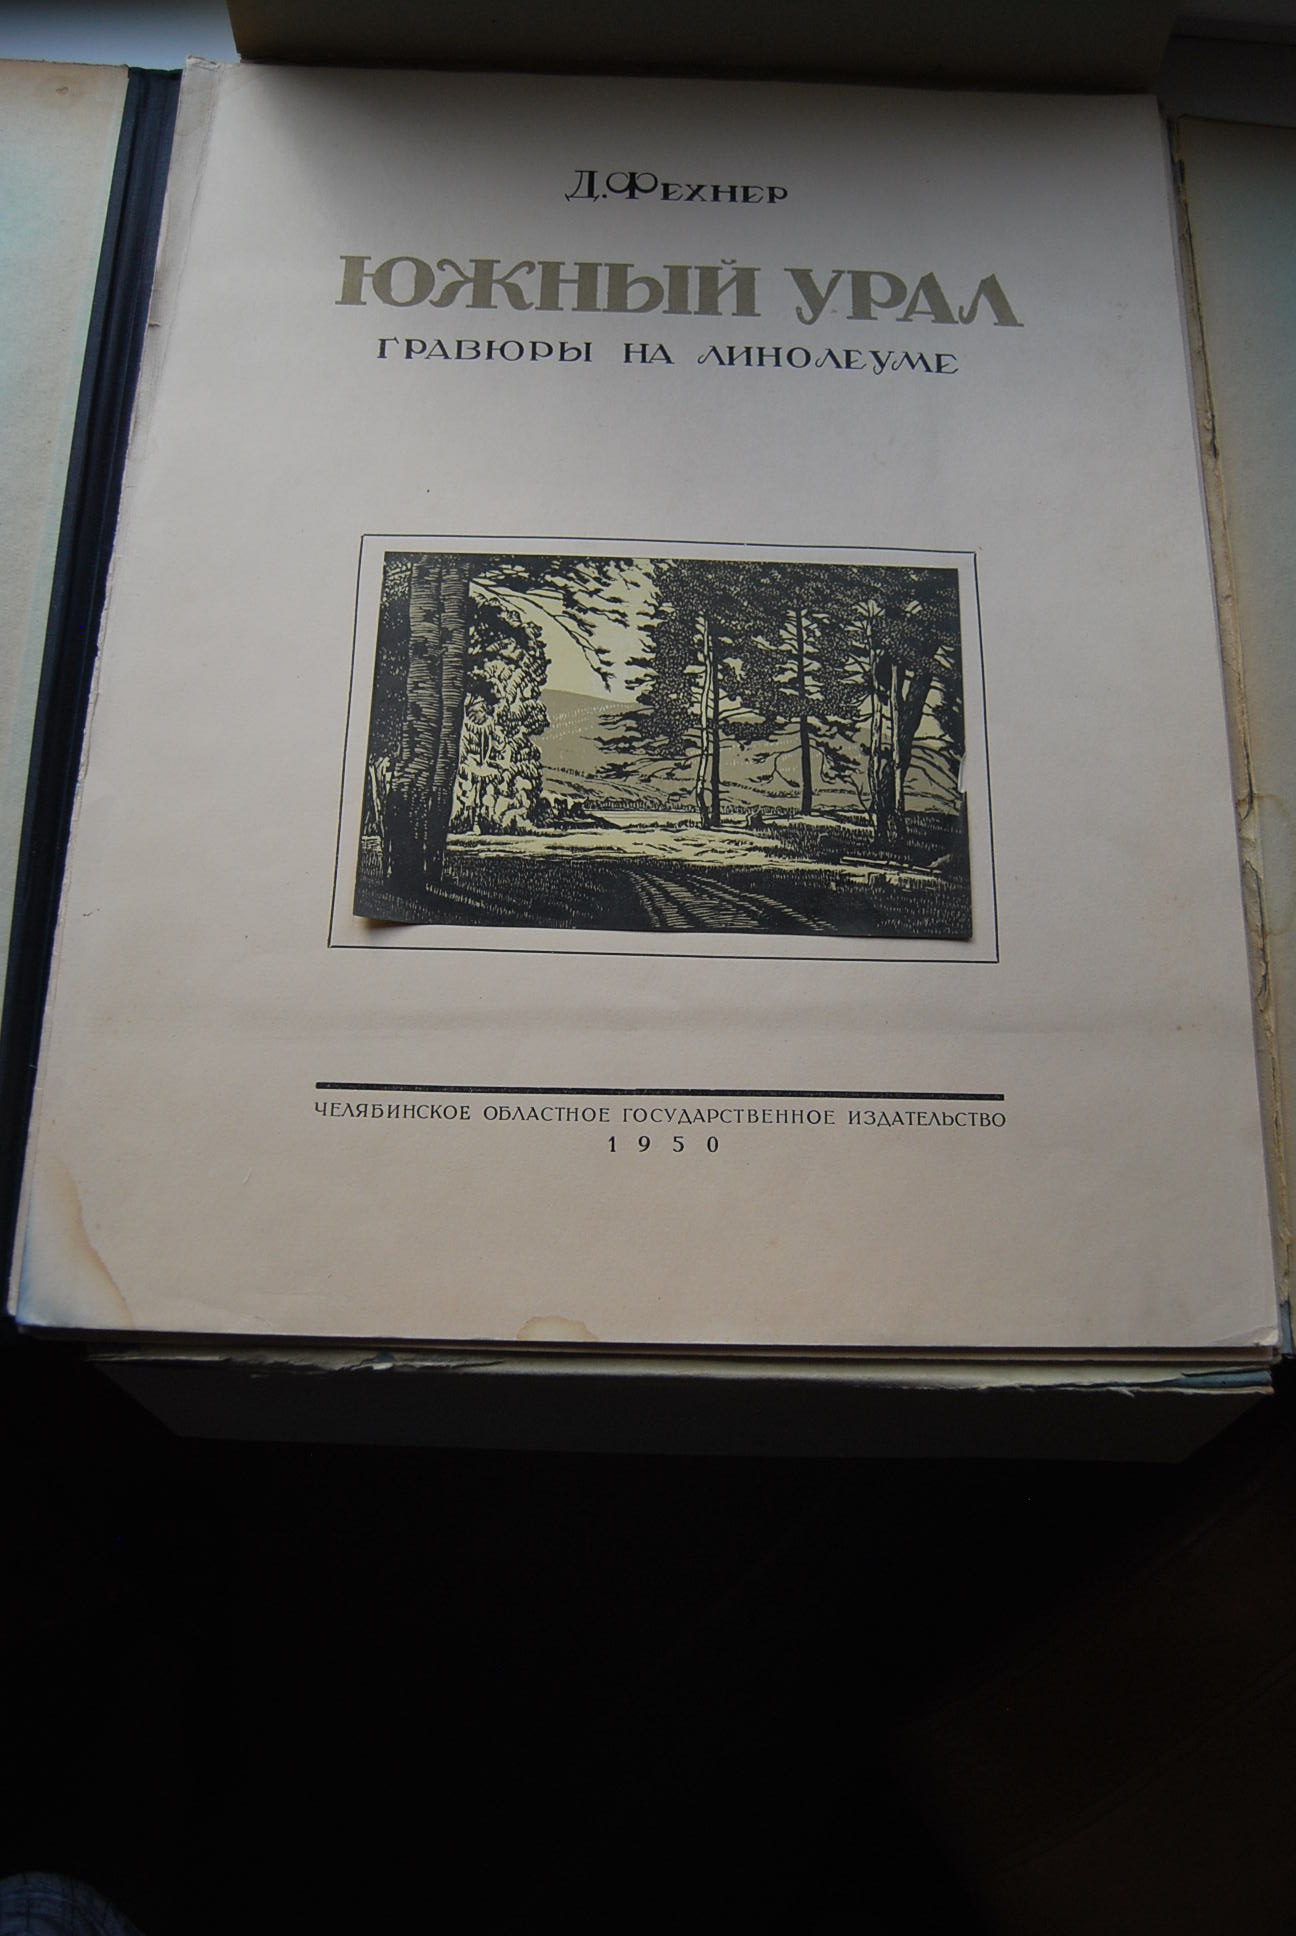 Д. Фехнер
ЮЖНЫЙ УРАЛ
ГРАВЮРЫ НА ЛИНОЛЕУМЕ
ЧЕЛЯБИНСКОЕ ОБЛАСТНОЕ ГОСУДАРСТВЕННОЕ ИЗДАТЕЛЬСТВО
1950